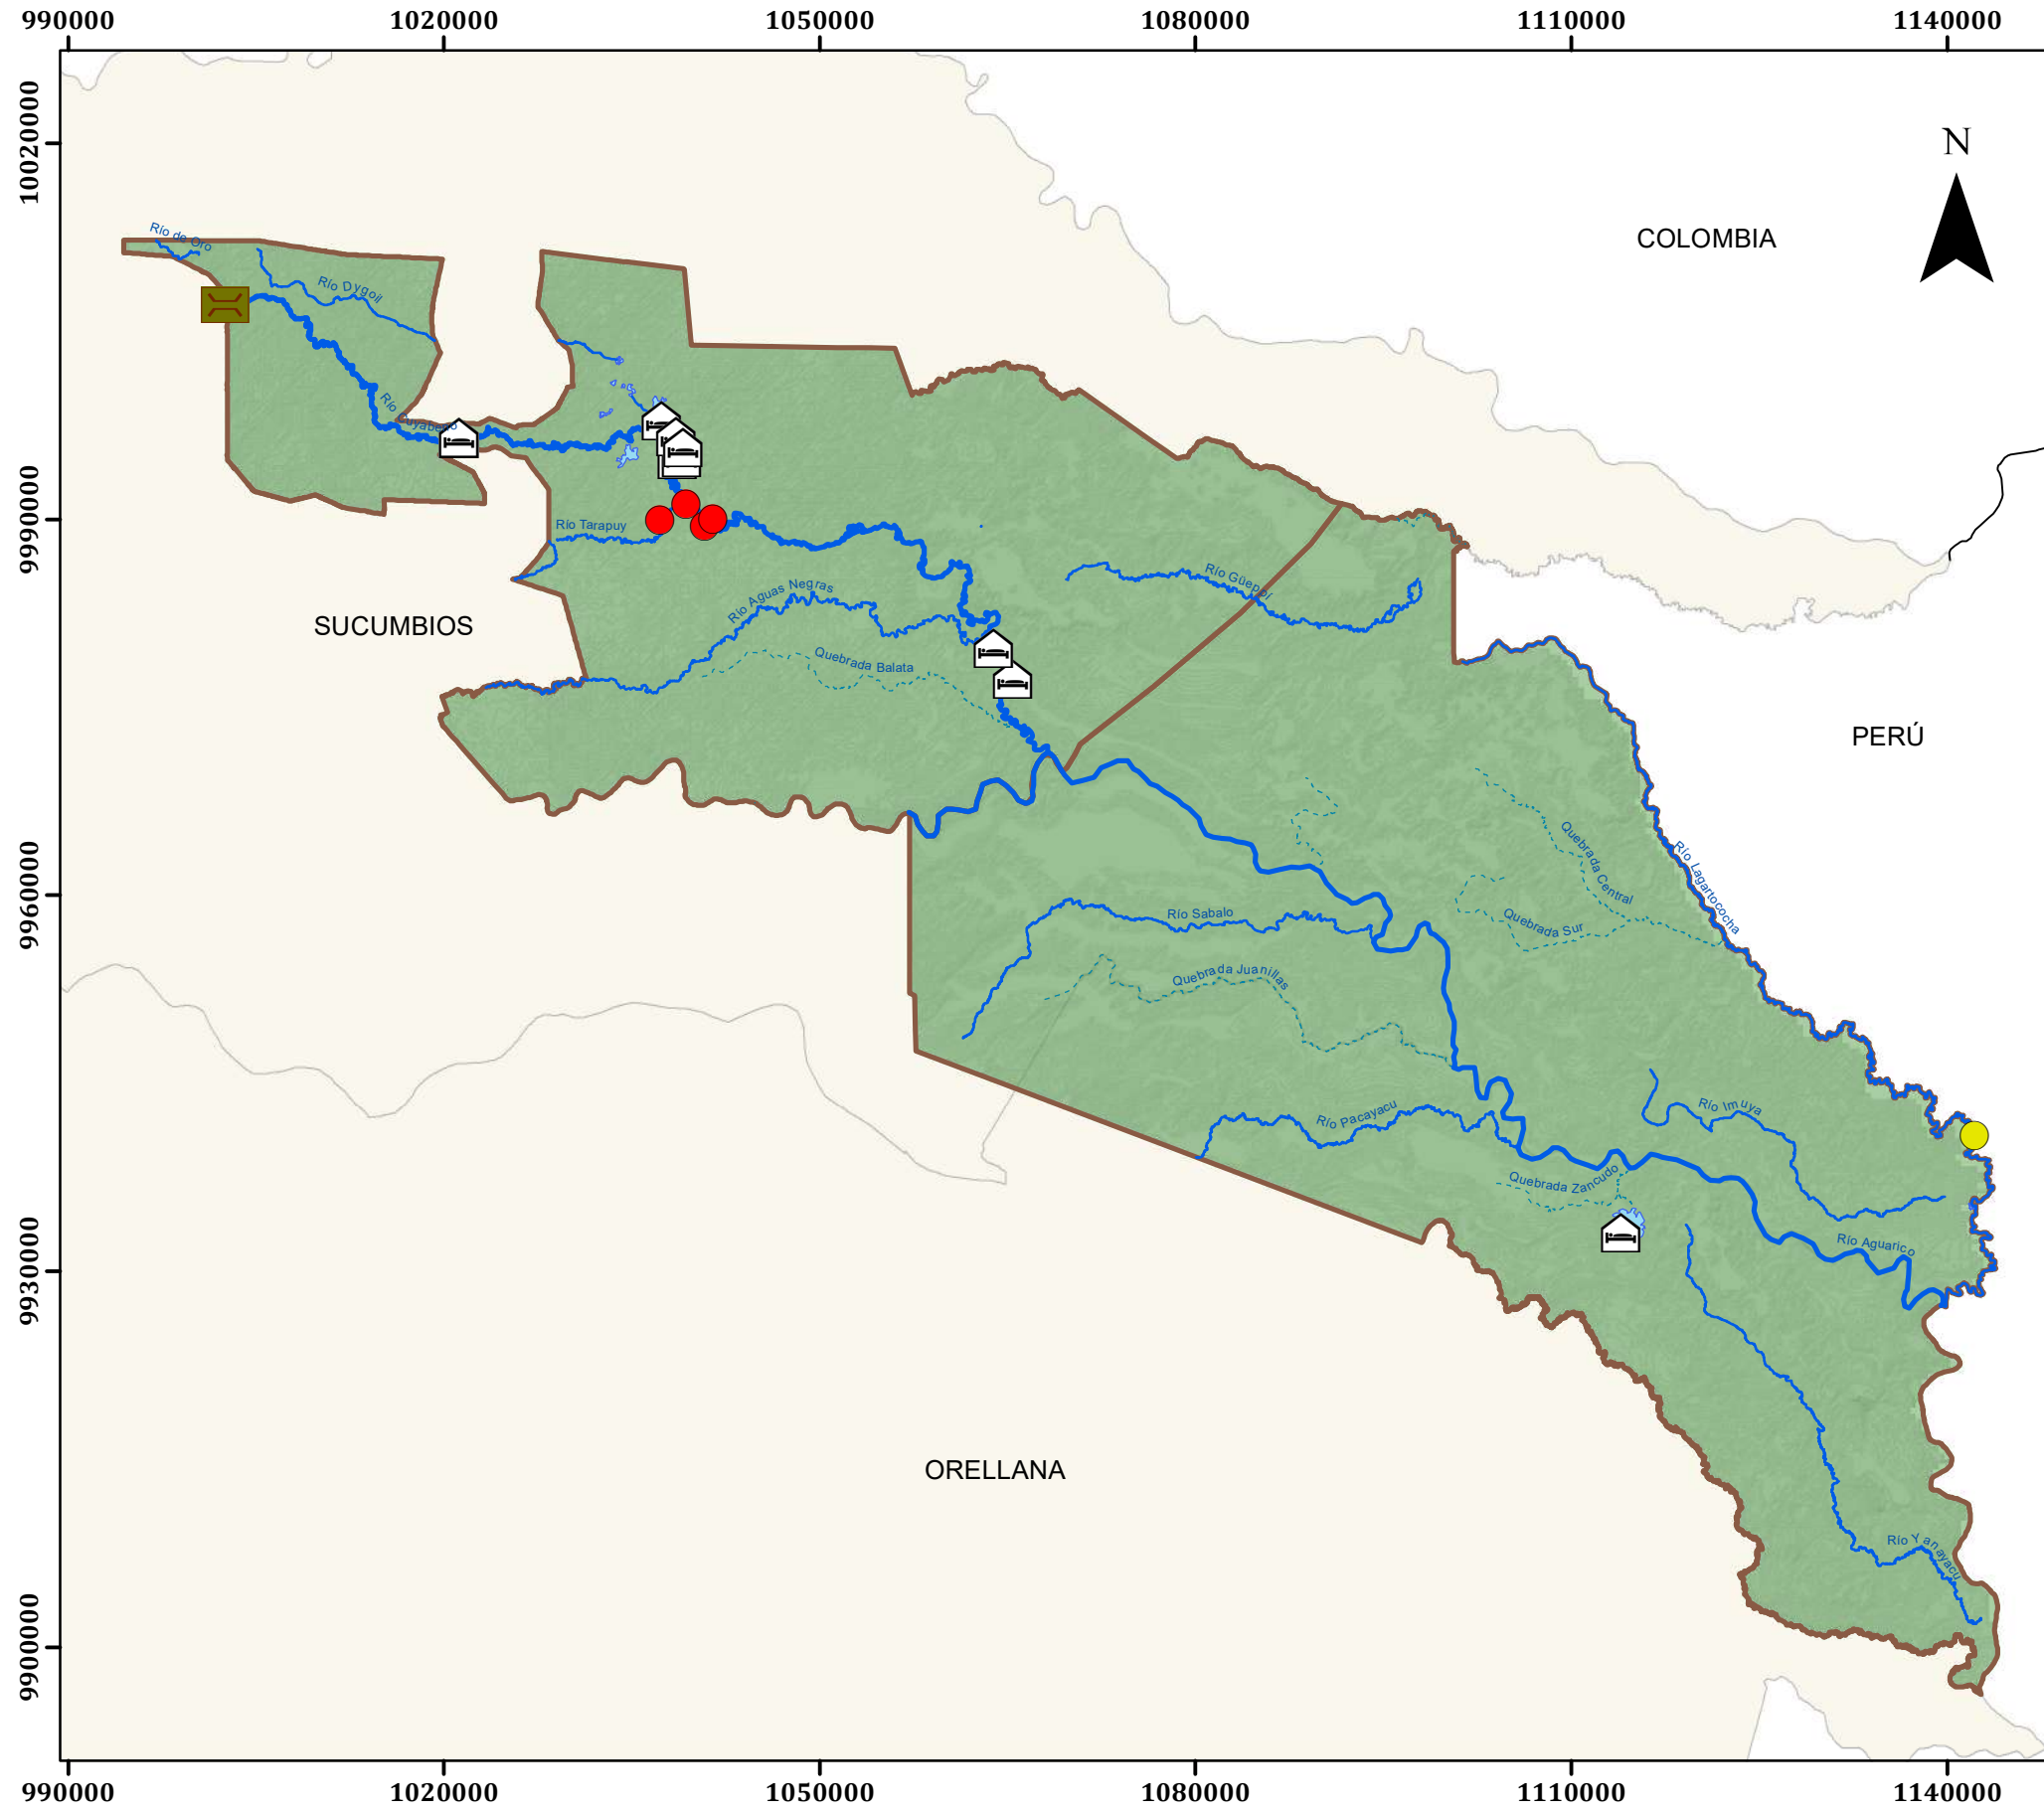 990000
1020000
1050000
1080000
1110000
1140000
10020000
N
COLOMBIA
Río de Oro
Río Dygoil
Río Cuyabeno
9990000
Río Tarapuy
Río Güeppi
Río Aguas Negras
SUCUMBIOS
Quebrada Balata
PERÚ
Quebrada Central
Río Lagartococha
9960000
Río Sabalo
Quebrada Sur
Quebrada Juanillas
Río Pacayacu
Río Imuya
Quebrada Zancudo
Río Aguarico
9930000
ORELLANA
Río Yanayacu
9900000
990000
1020000
1050000
1080000
1110000
1140000